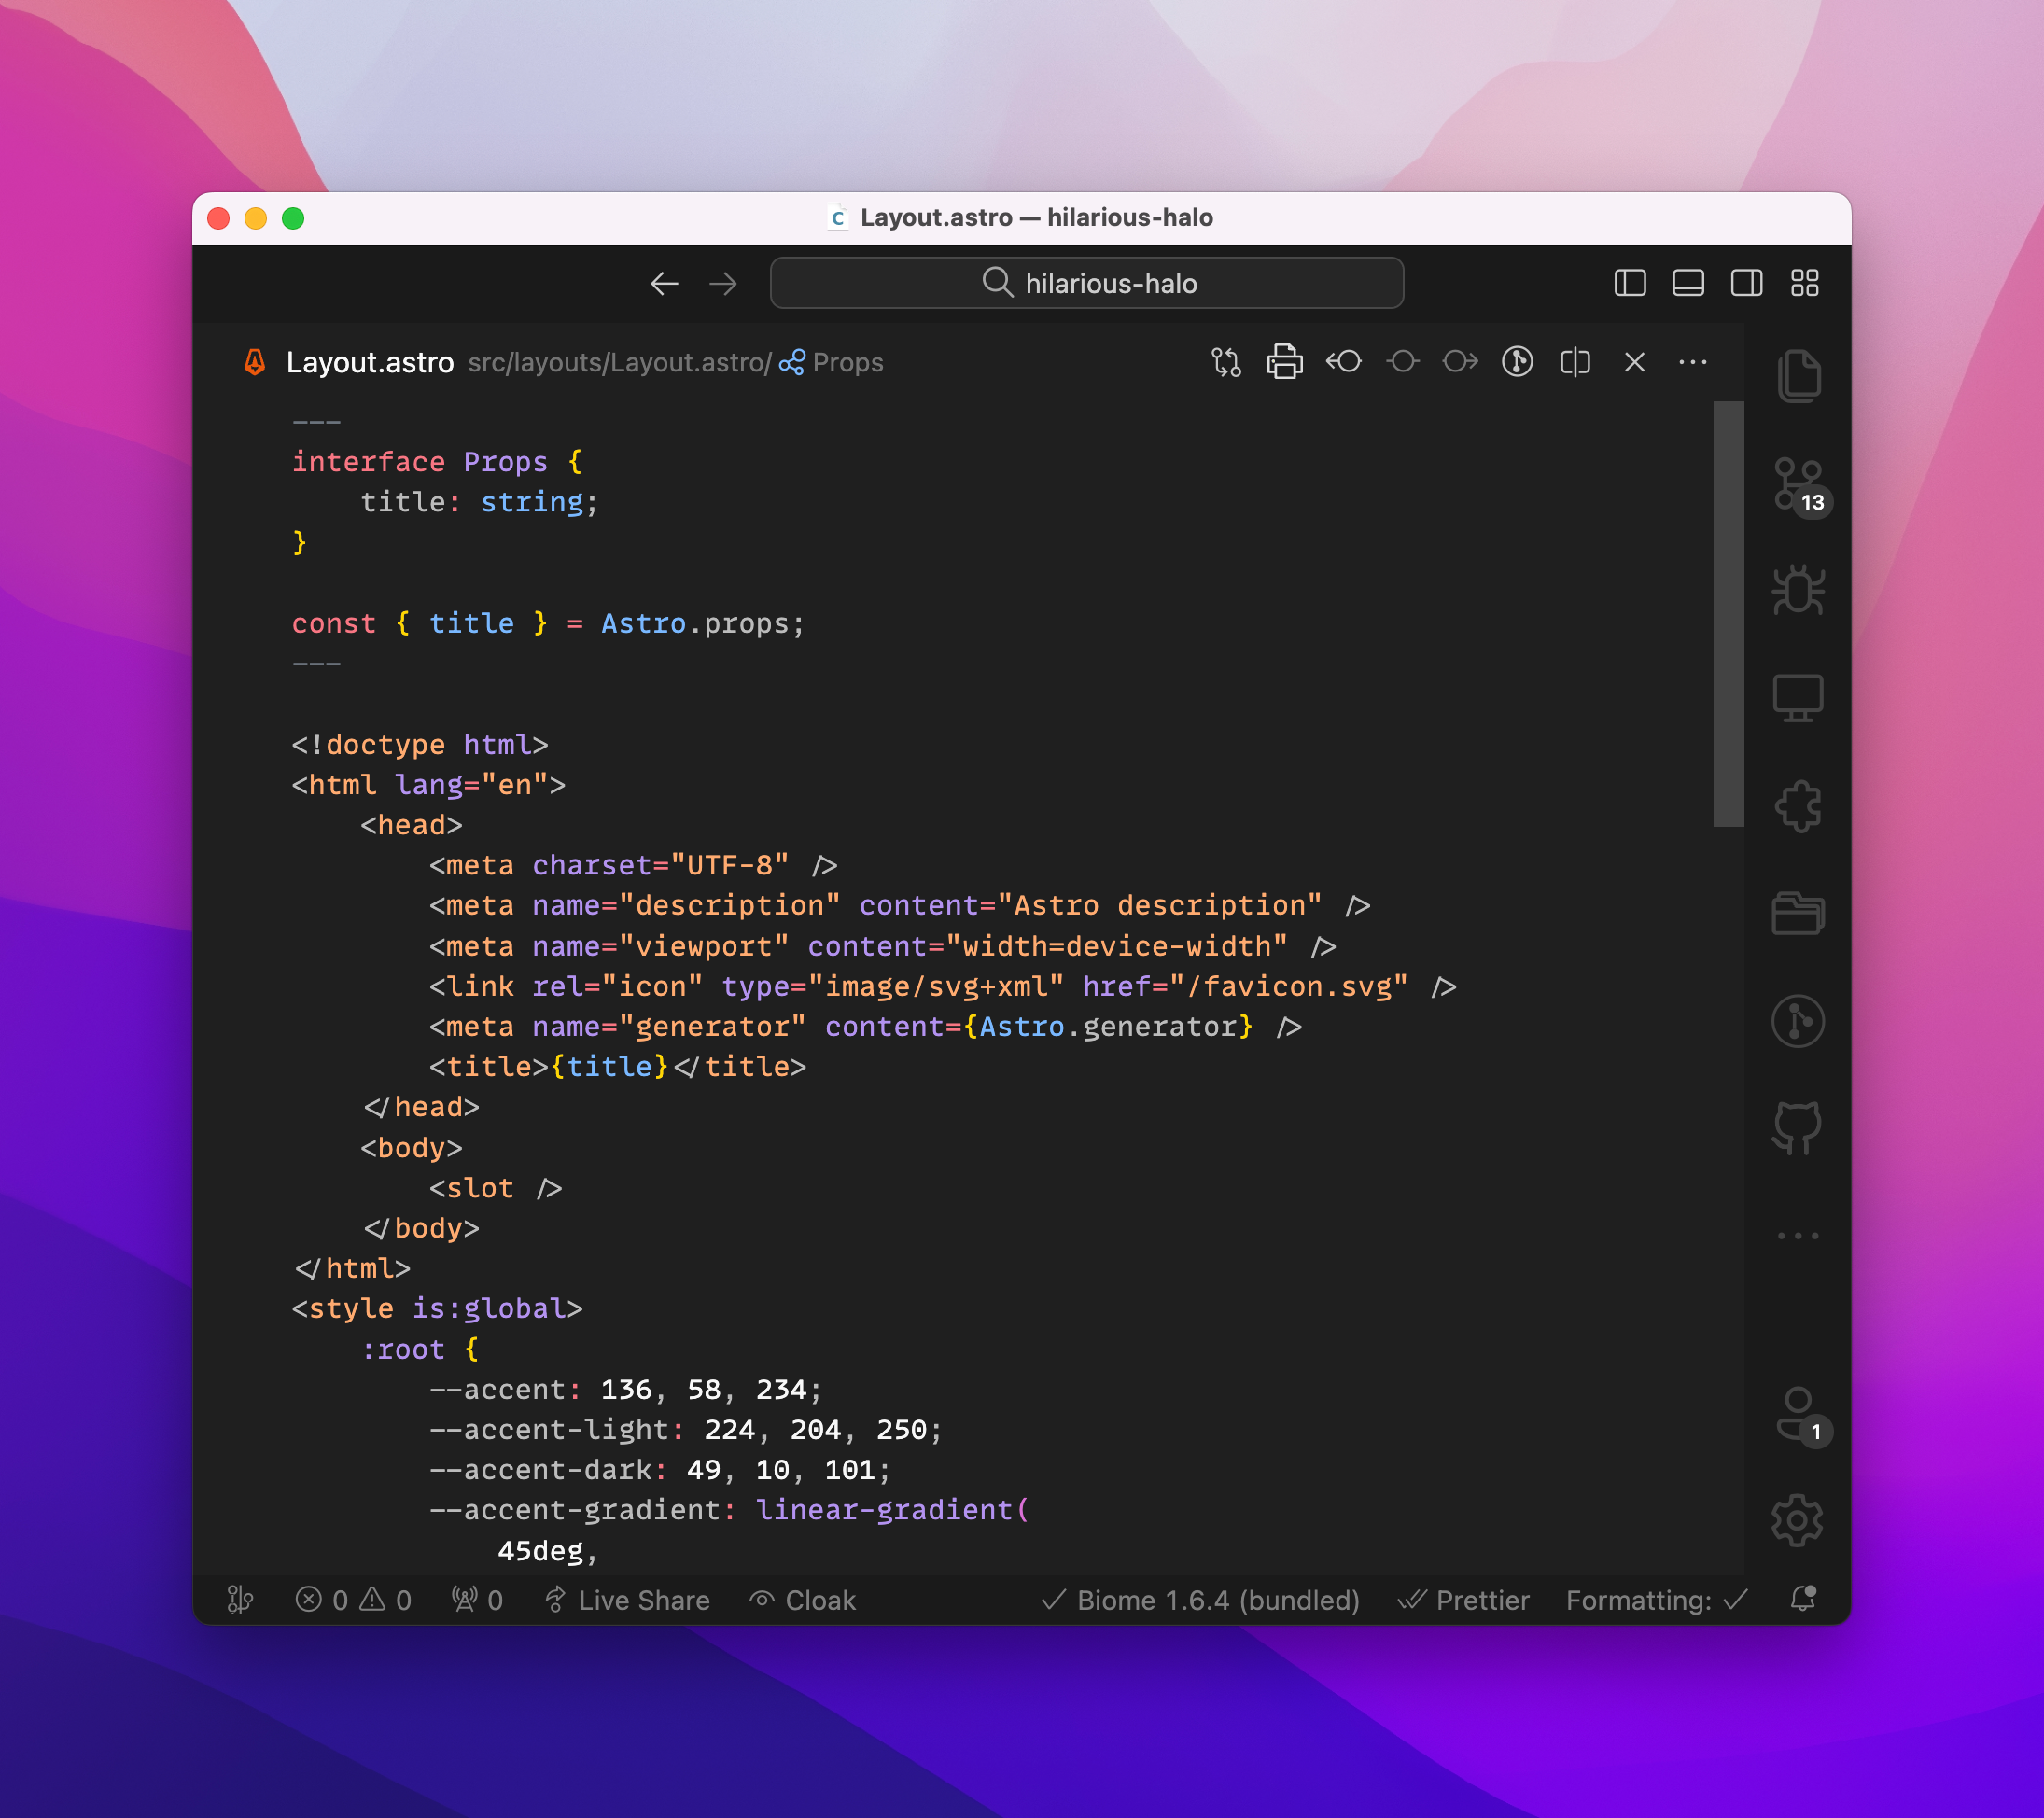 C Layout.astro — hilarious-halo
hilarious-halo
Layout.astro src/layouts/Layout.astro/ Props
---
interface Props {
    title: string;
}
const { title } = Astro.props;
---
<!doctype html>
<html lang="en">
    <head>
        <meta charset="UTF-8" />
        <meta name="description" content="Astro description" />
        <meta name="viewport" content="width=device-width" />
        <link rel="icon" type="image/svg+xml" href="/favicon.svg" />
        <meta name="generator" content={Astro.generator} />
        <title>{title}</title>
    </head>
    <body>
        <slot />
    </body>
</html>
<style is:global>
    :root {
        --accent: 136, 58, 234;
        --accent-light: 224, 204, 250;
        --accent-dark: 49, 10, 101;
        --accent-gradient: linear-gradient(
            45deg,
13
1
0 0 0 Live Share Cloak Biome 1.6.4 (bundled) Prettier Formatting: